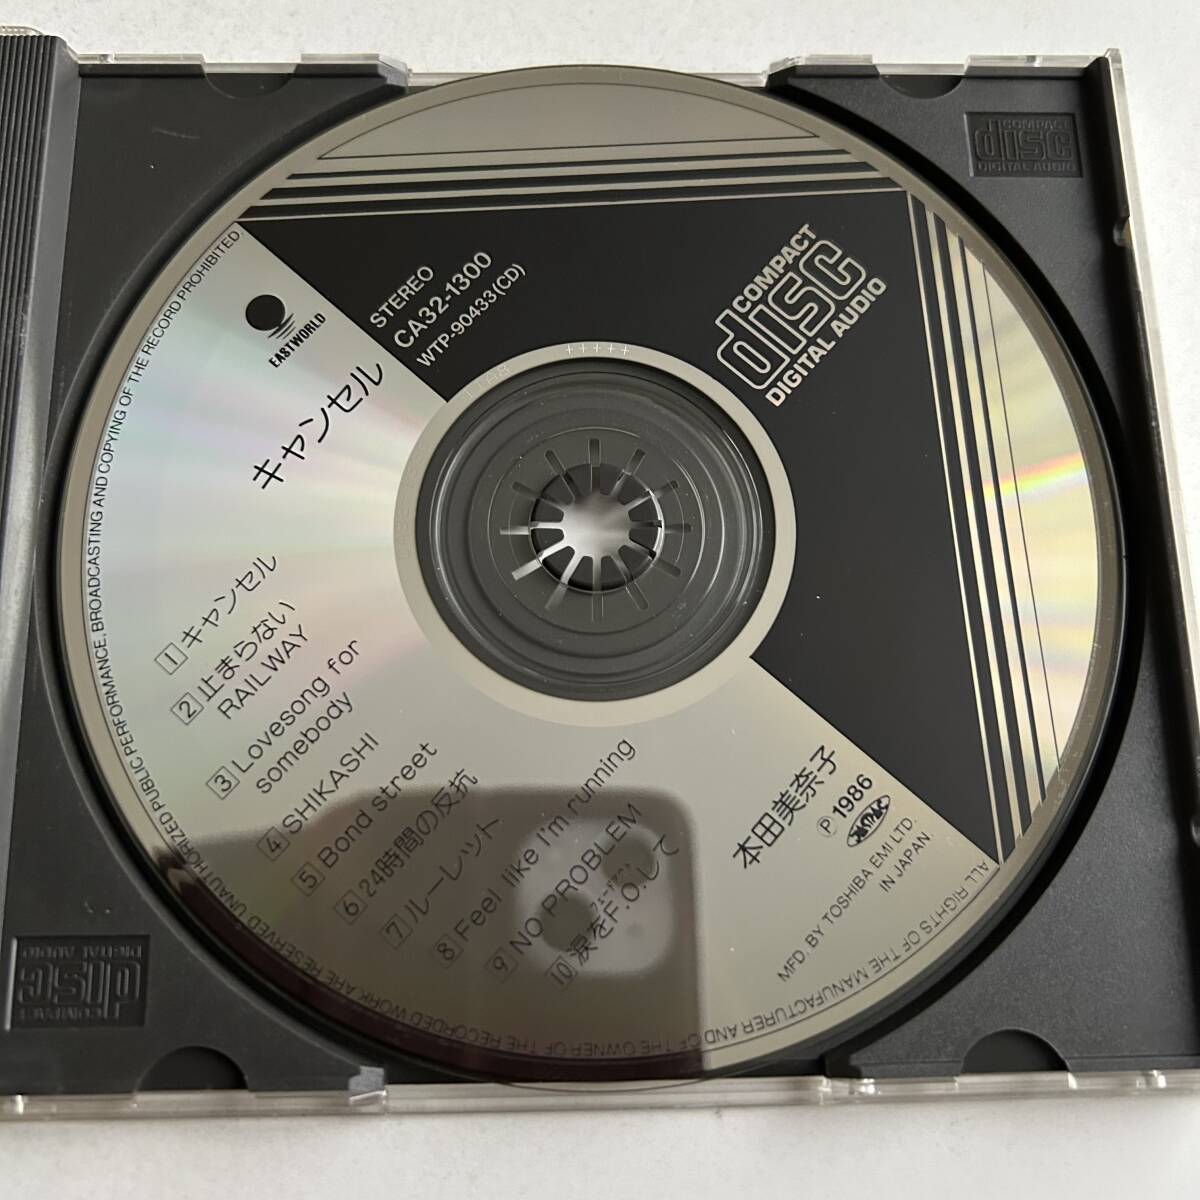 STEREO
CA32-1300
WTP-90433(CD)
COMPACT
disc
DIGITAL AUDIO
EASTWORLD
キャンセル
1 キャンセル
2 止まらない
RAILWAY
3 Lovesong for
somebody
4 SHIKASHI
5 Bond street
6 24時間の反抗
7 ルーレット
8 Feel like I'm running
9 NO PROBLEM
10 涙をF.O.して
本田美奈子
Ⓟ 1986
MFD. BY TOSHIBA EMI LTD.
IN JAPAN
ALL RIGHTS OF THE MANUFACTURER AND OF THE OWNER OF THE RECORDED WORK ARE RESERVED UNAUTHORIZED PUBLIC PERFORMANCE, BROADCASTING AND COPYING OF THE RECORD PROHIBITED.
COMPACT
disc
DIGITAL AUDIO
COMPACT
disc
DIGITAL AUDIO